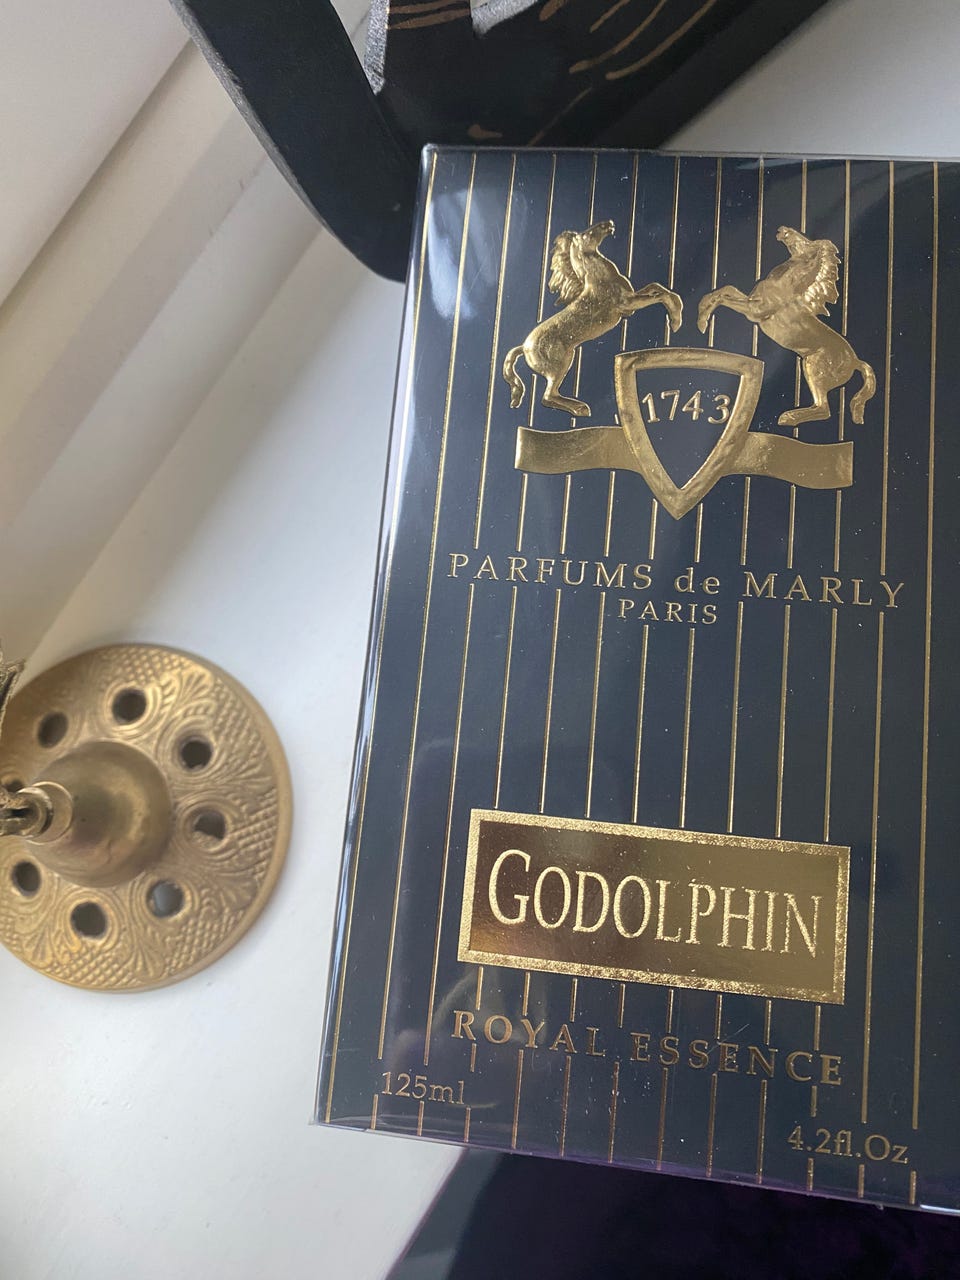 1743
PARFUMS de MARLY
PARIS
GODOLPHIN
ROYAL ESSENCE
125ml
4.2fl.Oz